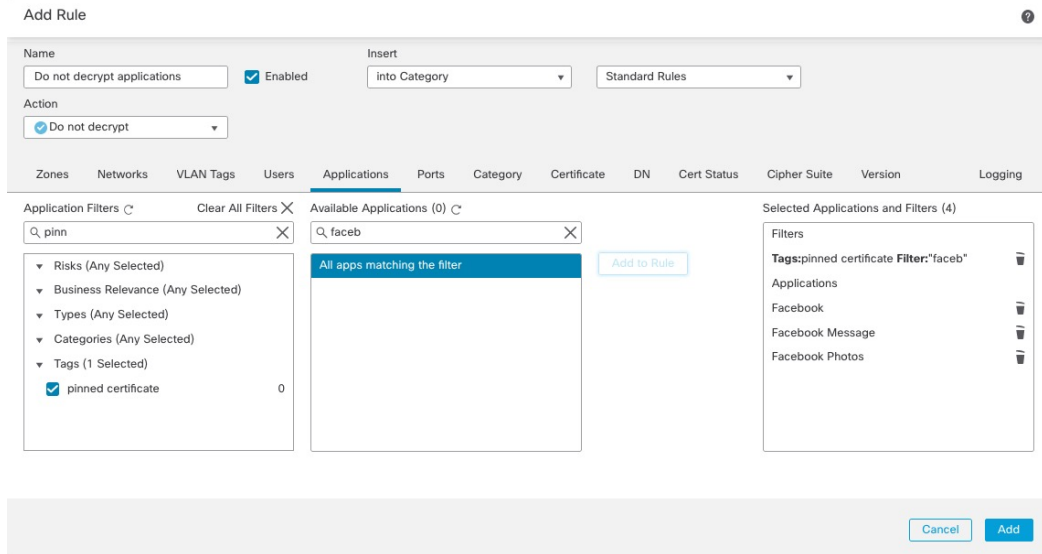 Add Rule
Name
Insert
Do not decrypt applications
Enabled
into Category
Standard Rules
Action
Do not decrypt
Zones Networks VLAN Tags Users Applications Ports Category Certificate DN Cert Status Cipher Suite Version Logging
Application Filters Clear All Filters
Available Applications (0)
Selected Applications and Filters (4)
pinn
faceb
Risks (Any Selected)
Business Relevance (Any Selected)
Types (Any Selected)
Categories (Any Selected)
Tags (1 Selected)
pinned certificate 0
All apps matching the filter
Add to Rule
Filters
Tags:pinned certificate Filter:"faceb"
Applications
Facebook
Facebook Message
Facebook Photos
Cancel
Add